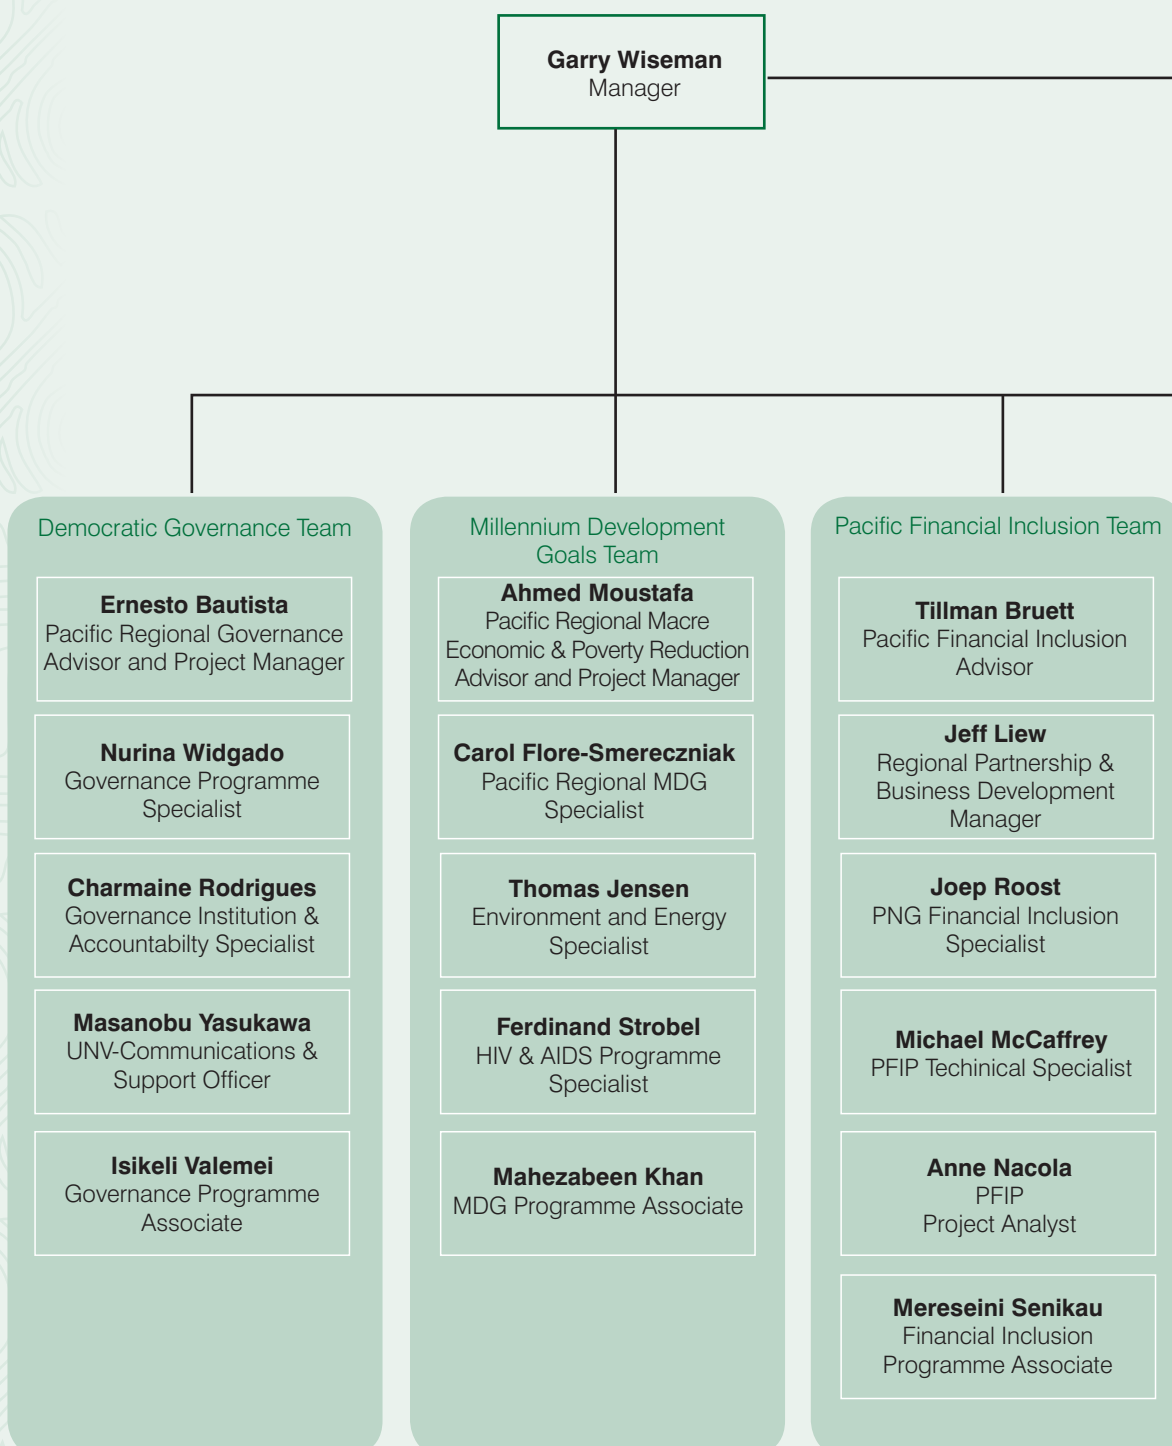 Garry Wiseman
Manager
Democratic Governance Team
Ernesto Bautista
Pacific Regional Governance
Advisor and Project Manager
Nurina Widgado
Governance Programme
Specialist
Charmaine Rodrigues
Governance Institution &
Accountabilty Specialist
Masanobu Yasukawa
UNV-Communications &
Support Officer
Isikeli Valemei
Governance Programme
Associate
Millennium Development
Goals Team
Ahmed Moustafa
Pacific Regional Macre
Economic & Poverty Reduction
Advisor and Project Manager
Carol Flore-Smereczniak
Pacific Regional MDG
Specialist
Thomas Jensen
Environment and Energy
Specialist
Ferdinand Strobel
HIV & AIDS Programme
Specialist
Mahezabeen Khan
MDG Programme Associate
Pacific Financial Inclusion Team
Tillman Bruett
Pacific Financial Inclusion
Advisor
Jeff Liew
Regional Partnership &
Business Development
Manager
Joep Roost
PNG Financial Inclusion
Specialist
Michael McCaffrey
PFIP Techinical Specialist
Anne Nacola
PFIP
Project Analyst
Mereseini Senikau
Financial Inclusion
Programme Associate